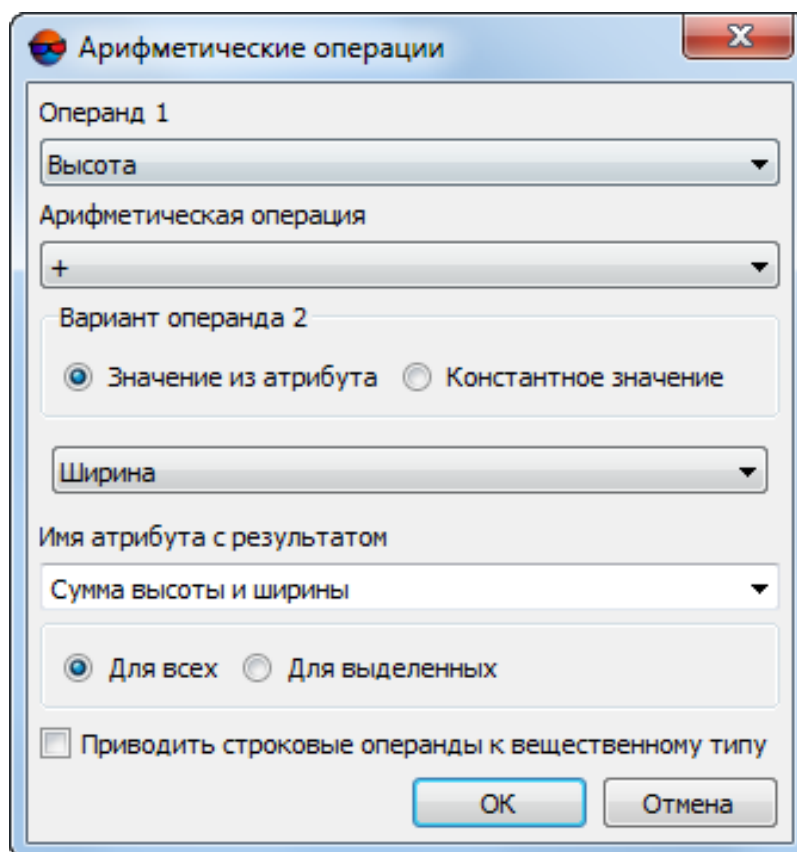 Арифметические операции
Операнд 1
Высота
Арифметическая операция
+
Вариант операнда 2
Значение из атрибута Константное значение
Ширина
Имя атрибута с результатом
Сумма высоты и ширины
Для всех Для выделенных
Приводить строковые операнды к вещественному типу
OK Отмена